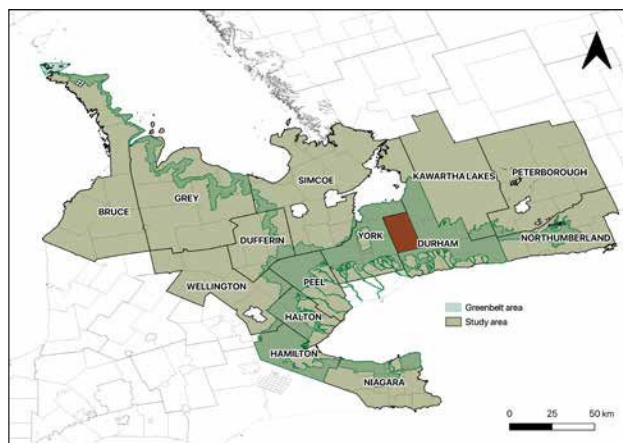 SIMCOE
KAWARTHA LAKES
PETERBOROUGH
BRUCE
GREY
DUFFERIN
YORK
DURHAM
NORTHUMBERLAND
WELLINGTON
PEEL
HALTON
HAMILTON
NIAGARA
Greenbelt area
Study area
0 25 50 km